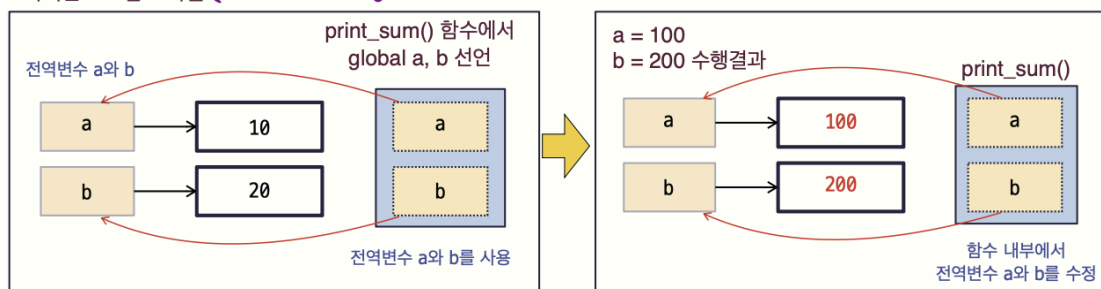 print_sum() 함수에서
global a, b 선언
전역변수 a와 b
a
10
a
b
20
b
전역변수 a와 b를 사용
a = 100
b = 200 수행결과
print_sum()
a
100
a
b
200
b
함수 내부에서
전역변수 a와 b를 수정